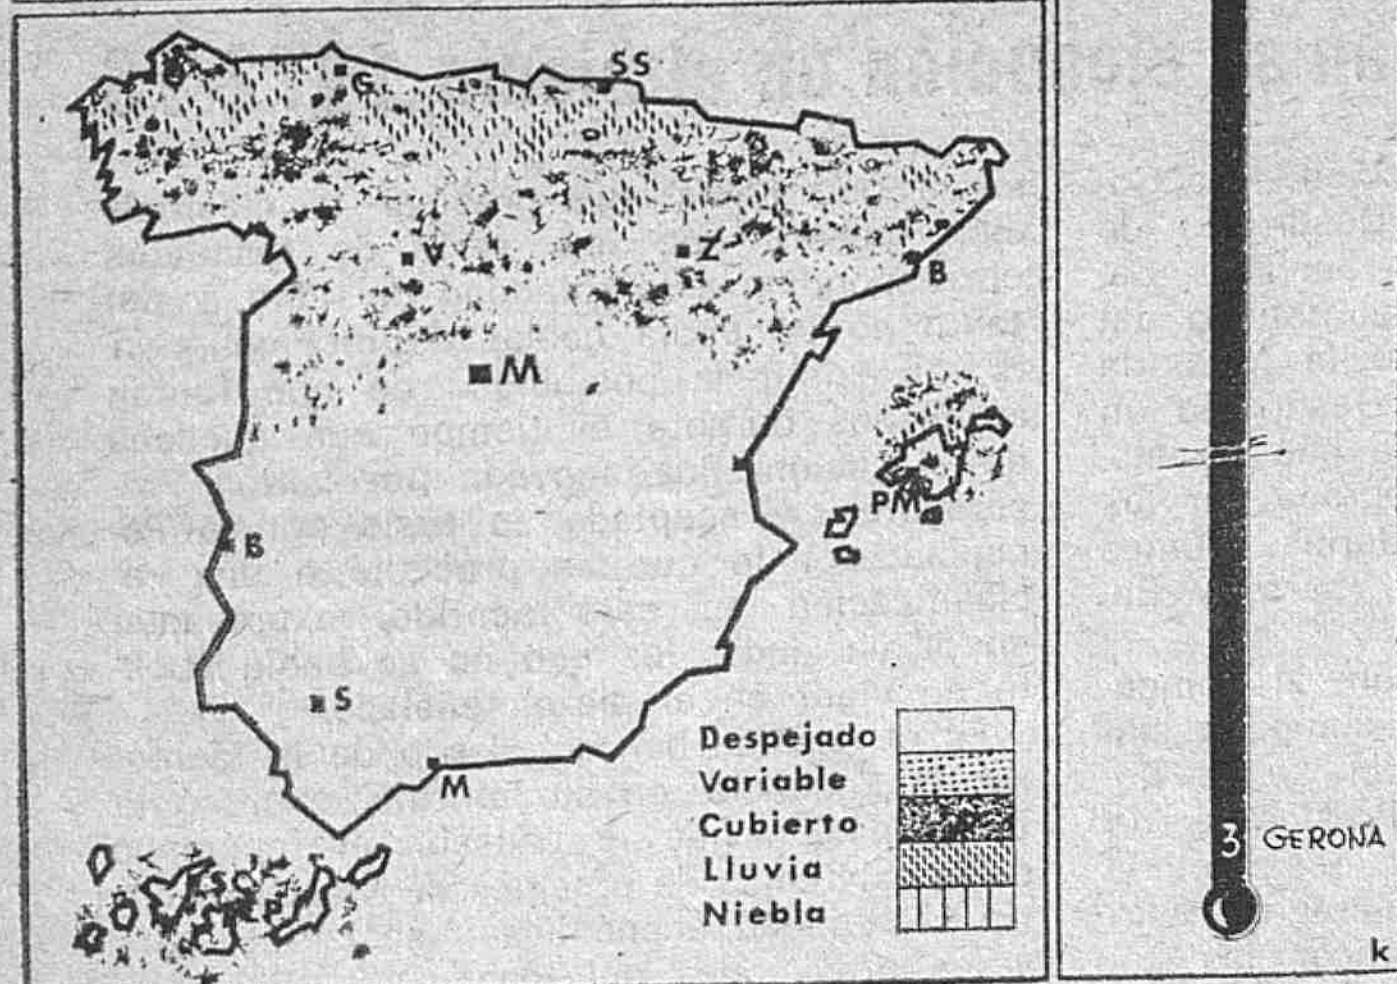 SS
G
V
Z
B
M
PM
B
S
M
Despejado
Variable
Cubierto
Lluvia
Niebla
3 GERONA
k